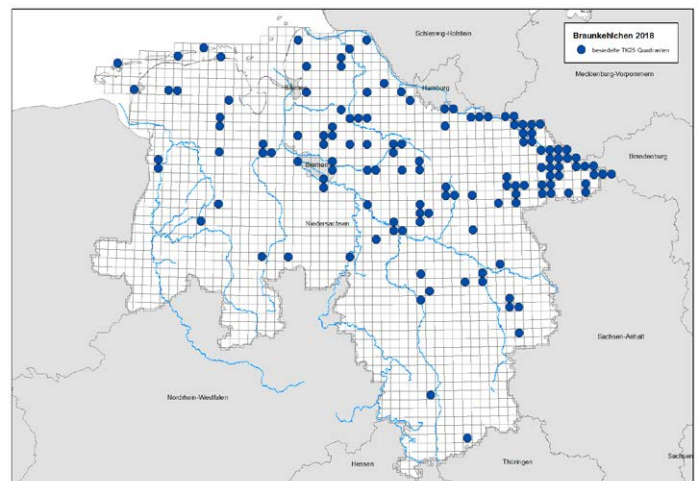 Braunkehlchen 2018
besiedelte TK25 Quadranten
Schleswig-Holstein
Mecklenburg-Vorpommern
Hamburg
Bremen
Brandenburg
Niedersachsen
Sachsen-Anhalt
Nordrhein-Westfalen
Hessen
Thüringen
Sachsen